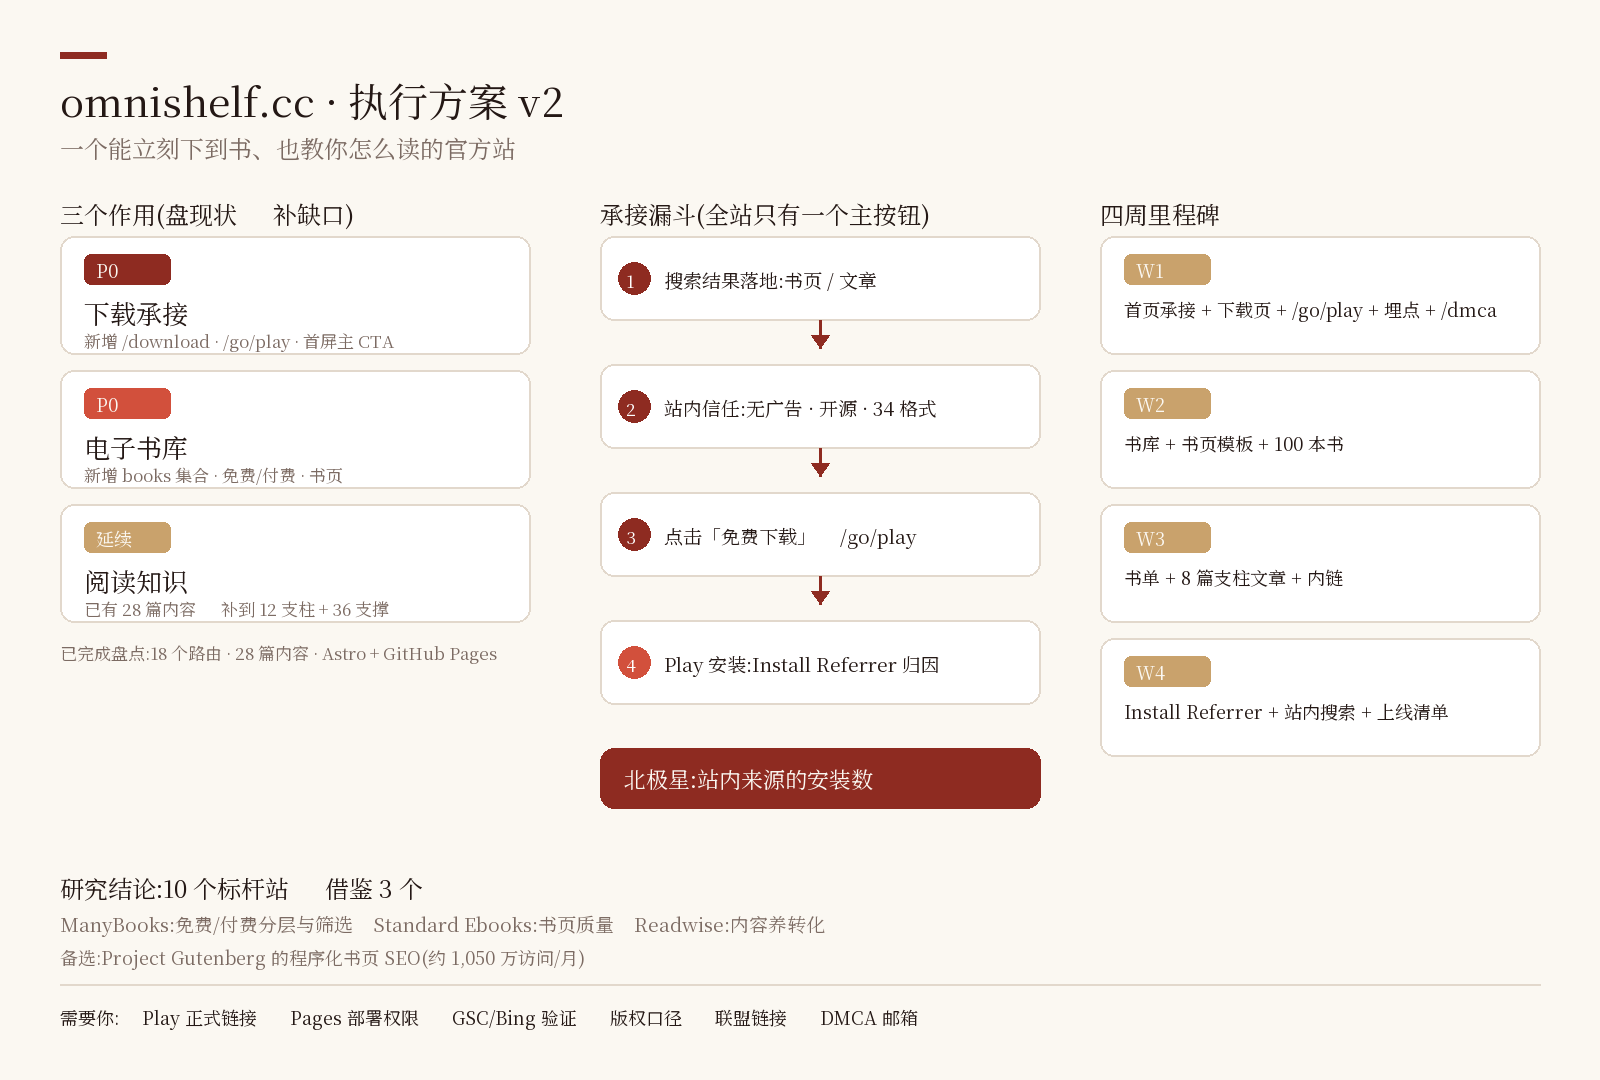 omnishelf.cc · 执行方案 v2
一个能立刻下到书、也教你怎么读的官方站
三个作用(盘现状 补缺口)
P0
下载承接
新增 /download · /go/play · 首屏主 CTA
P0
电子书库
新增 books 集合 · 免费/付费 · 书页
延续
阅读知识
已有 28 篇内容 补到 12 支柱 + 36 支撑
已完成盘点:18 个路由 · 28 篇内容 · Astro + GitHub Pages
承接漏斗(全站只有一个主按钮)
1 搜索结果落地:书页 / 文章
2 站内信任:无广告 · 开源 · 34 格式
3 点击「免费下载」 /go/play
4 Play 安装:Install Referrer 归因
北极星:站内来源的安装数
四周里程碑
W1
首页承接 + 下载页 + /go/play + 埋点 + /dmca
W2
书库 + 书页模板 + 100 本书
W3
书单 + 8 篇支柱文章 + 内链
W4
Install Referrer + 站内搜索 + 上线清单
研究结论:10 个标杆站 借鉴 3 个
ManyBooks:免费/付费分层与筛选 Standard Ebooks:书页质量 Readwise:内容养转化
备选:Project Gutenberg 的程序化书页 SEO(约 1,050 万访问/月)
需要你: Play 正式链接 Pages 部署权限 GSC/Bing 验证 版权口径 联盟链接 DMCA 邮箱